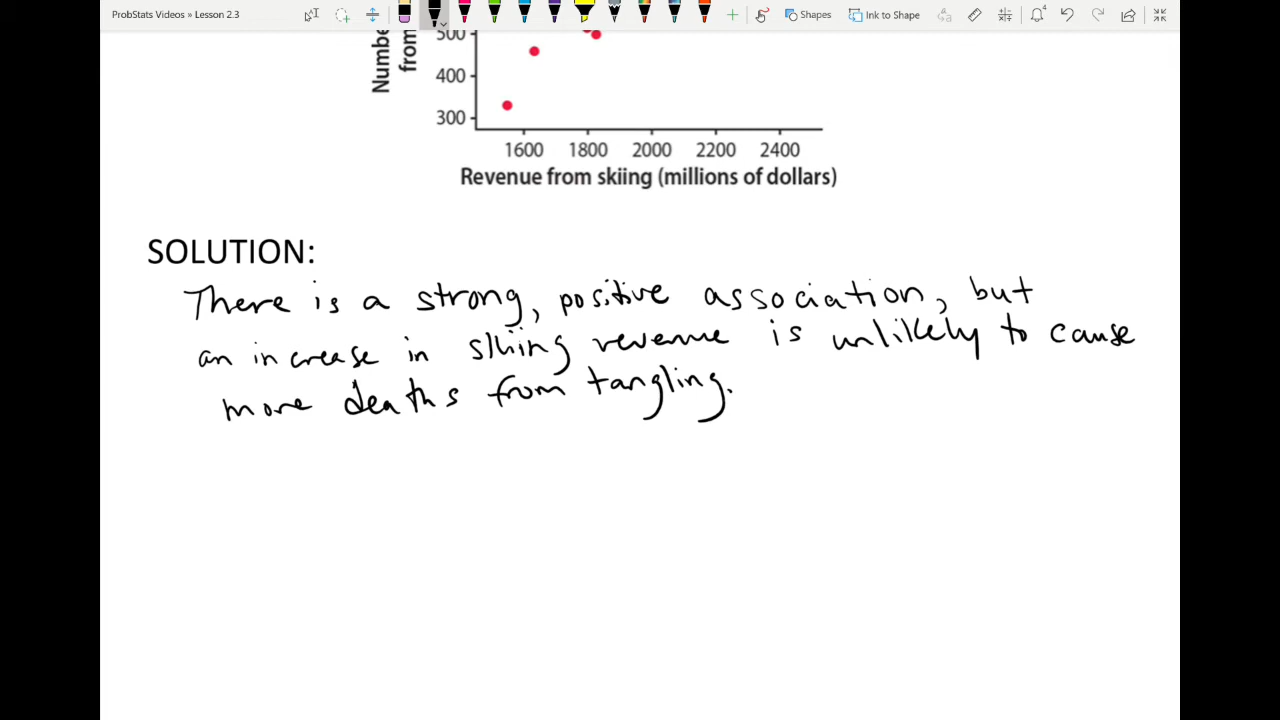 ProbStats Videos » Lesson 2.3
Shapes
Ink to Shape
500
400
300
from
1600 1800 2000 2200 2400
Revenue from skiing (millions of dollars)
SOLUTION:
There is a strong, positive association, but
an increase in skiing revenue is unlikely to cause
more deaths from tangling.